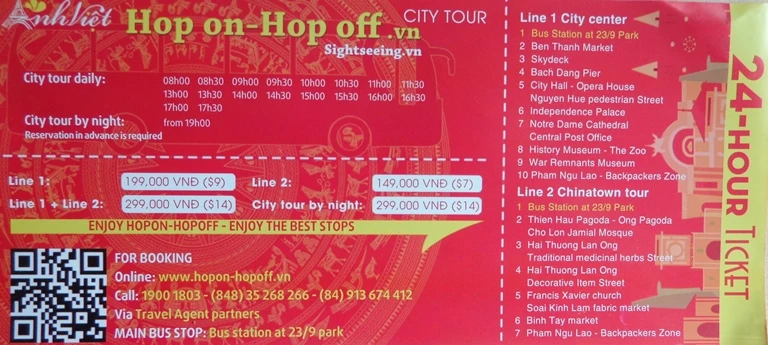 AnhViệt
Hop on-Hop off.vn
Sightseeing.vn
CITY TOUR
City tour daily:
08h00 08h30 09h00 09h30 10h00 10h30 11h00 11h30
13h00 13h30 14h00 14h30 15h00 15h30 16h00 16h30
17h00 17h30
City tour by night: from 19h00
Reservation in advance is required
Line 1: 199,000 VNĐ ($9) Line 2: 149,000 VNĐ ($7)
Line 1 + Line 2: 299,000 VNĐ ($14) City tour by night: 299,000 VNĐ ($14)
ENJOY HOPON-HOPOFF - ENJOY THE BEST STOPS
FOR BOOKING
Online: www.hopon-hopoff.vn
Call: 1900 1803 - (848) 35 268 266 - (84) 913 674 412
Via Travel Agent partners
MAIN BUS STOP: Bus station at 23/9 park
Line 1 City center
1 Bus Station at 23/9 Park
2 Ben Thanh Market
3 Skydeck
4 Bach Dang Pier
5 City Hall - Opera House
Nguyen Hue pedestrian Street
6 Independence Palace
7 Notre Dame Cathedral
Central Post Office
8 History Museum - The Zoo
9 War Remnants Museum
10 Pham Ngu Lao - Backpackers Zone
Line 2 Chinatown tour
1 Bus Station at 23/9 Park
2 Thien Hau Pagoda - Ong Pagoda
Cho Lon Jamial Mosque
3 Hai Thuong Lan Ong
Traditional medicinal herbs Street
4 Hai Thuong Lan Ong
Decorative Item Street
5 Francis Xavier church
Soai Kinh Lam fabric market
6 Binh Tay market
7 Pham Ngu Lao - Backpackers Zone
24-HOUR TICKET